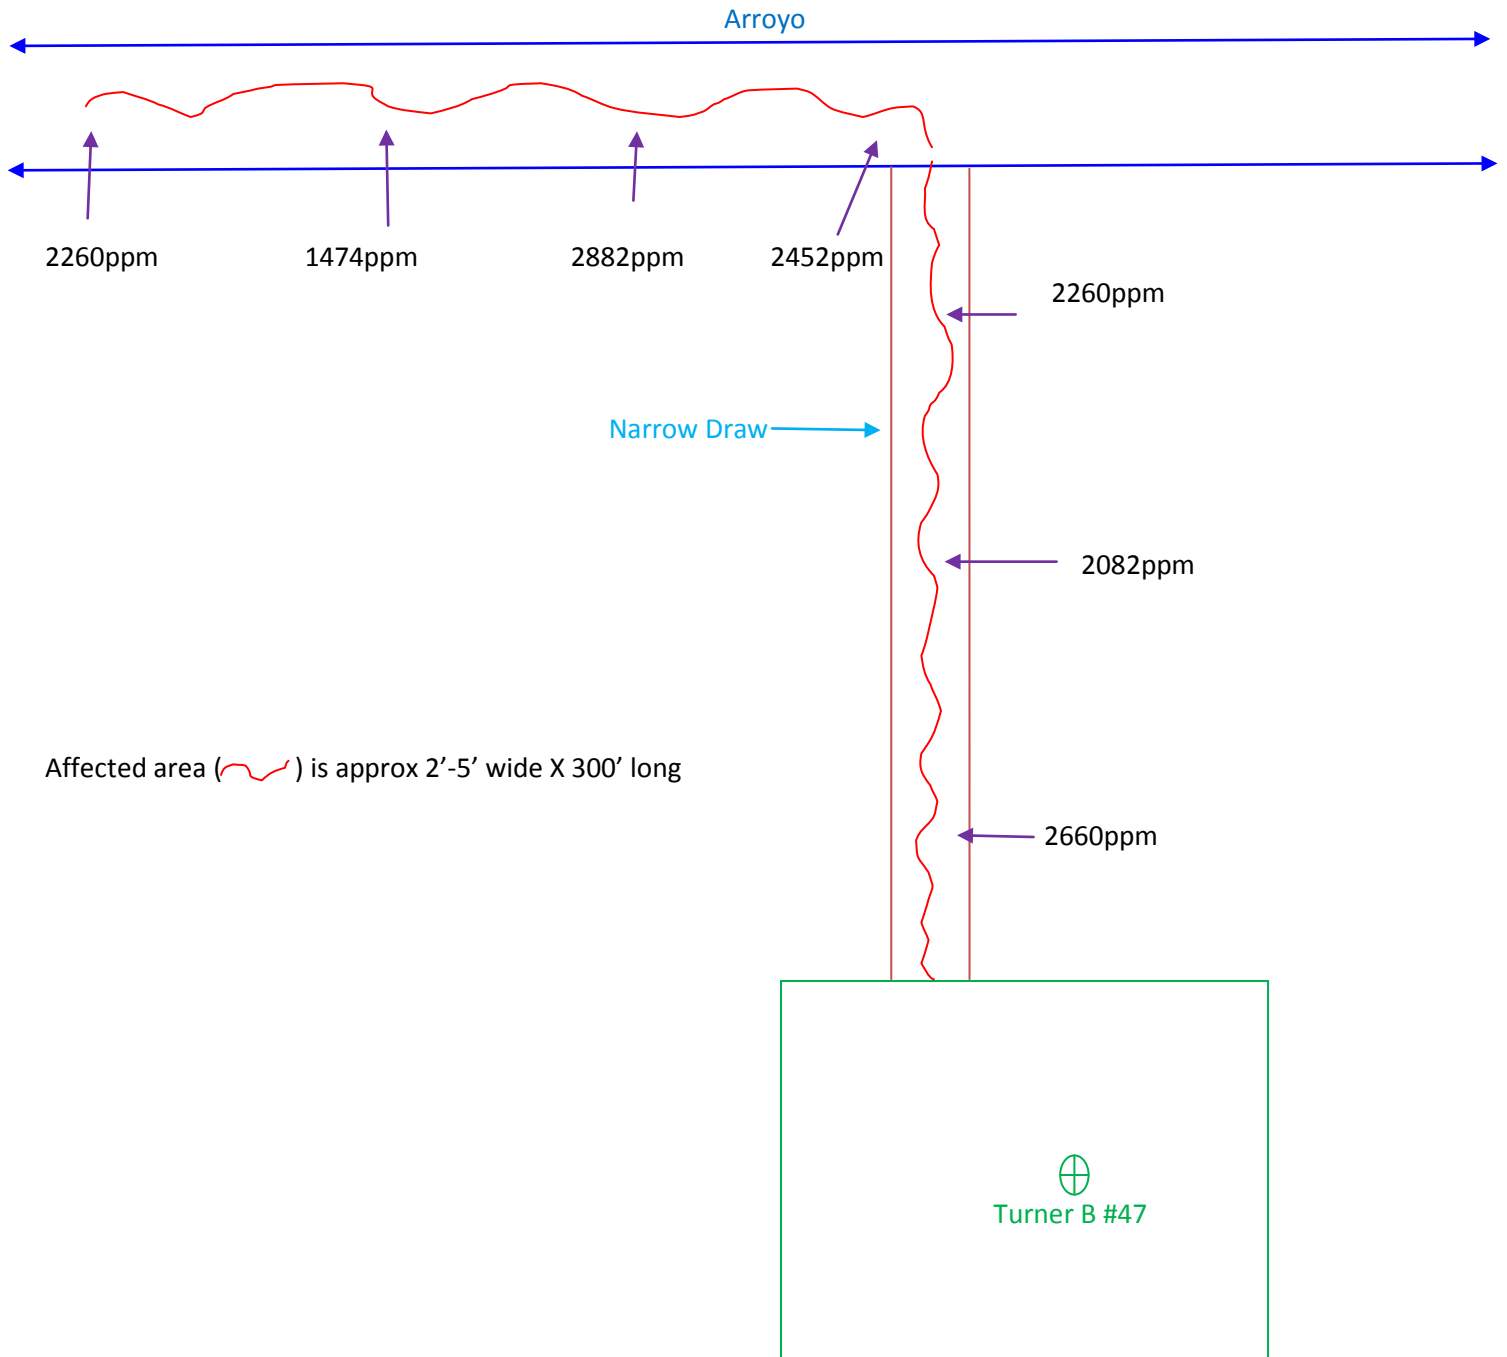 Arroyo
2260ppm
1474ppm
2882ppm
2452ppm
2260ppm
Narrow Draw
2082ppm
Affected area ( ) is approx 2’-5’ wide X 300’ long
2660ppm
Turner B #47